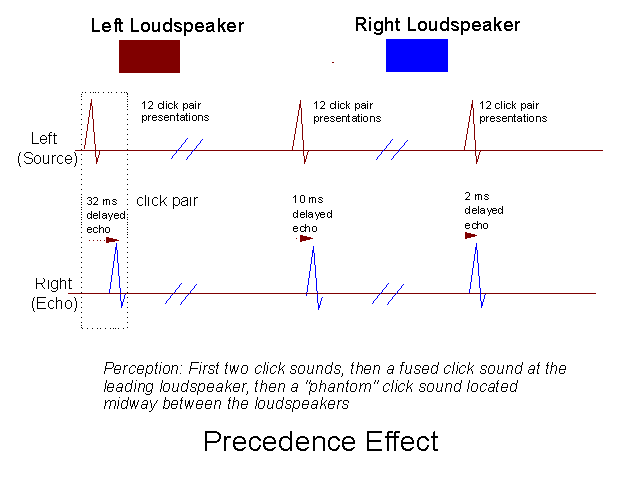 Left Loudspeaker
Right Loudspeaker
12 click pair
presentations
12 click pair
presentations
12 click pair
presentations
Left
(Source)
32 ms
delayed
echo
click pair
10 ms
delayed
echo
2 ms
delayed
echo
Right
(Echo)
Perception: First two click sounds, then a fused click sound at the
leading loudspeaker, then a "phantom" click sound located
midway between the loudspeakers
Precedence Effect